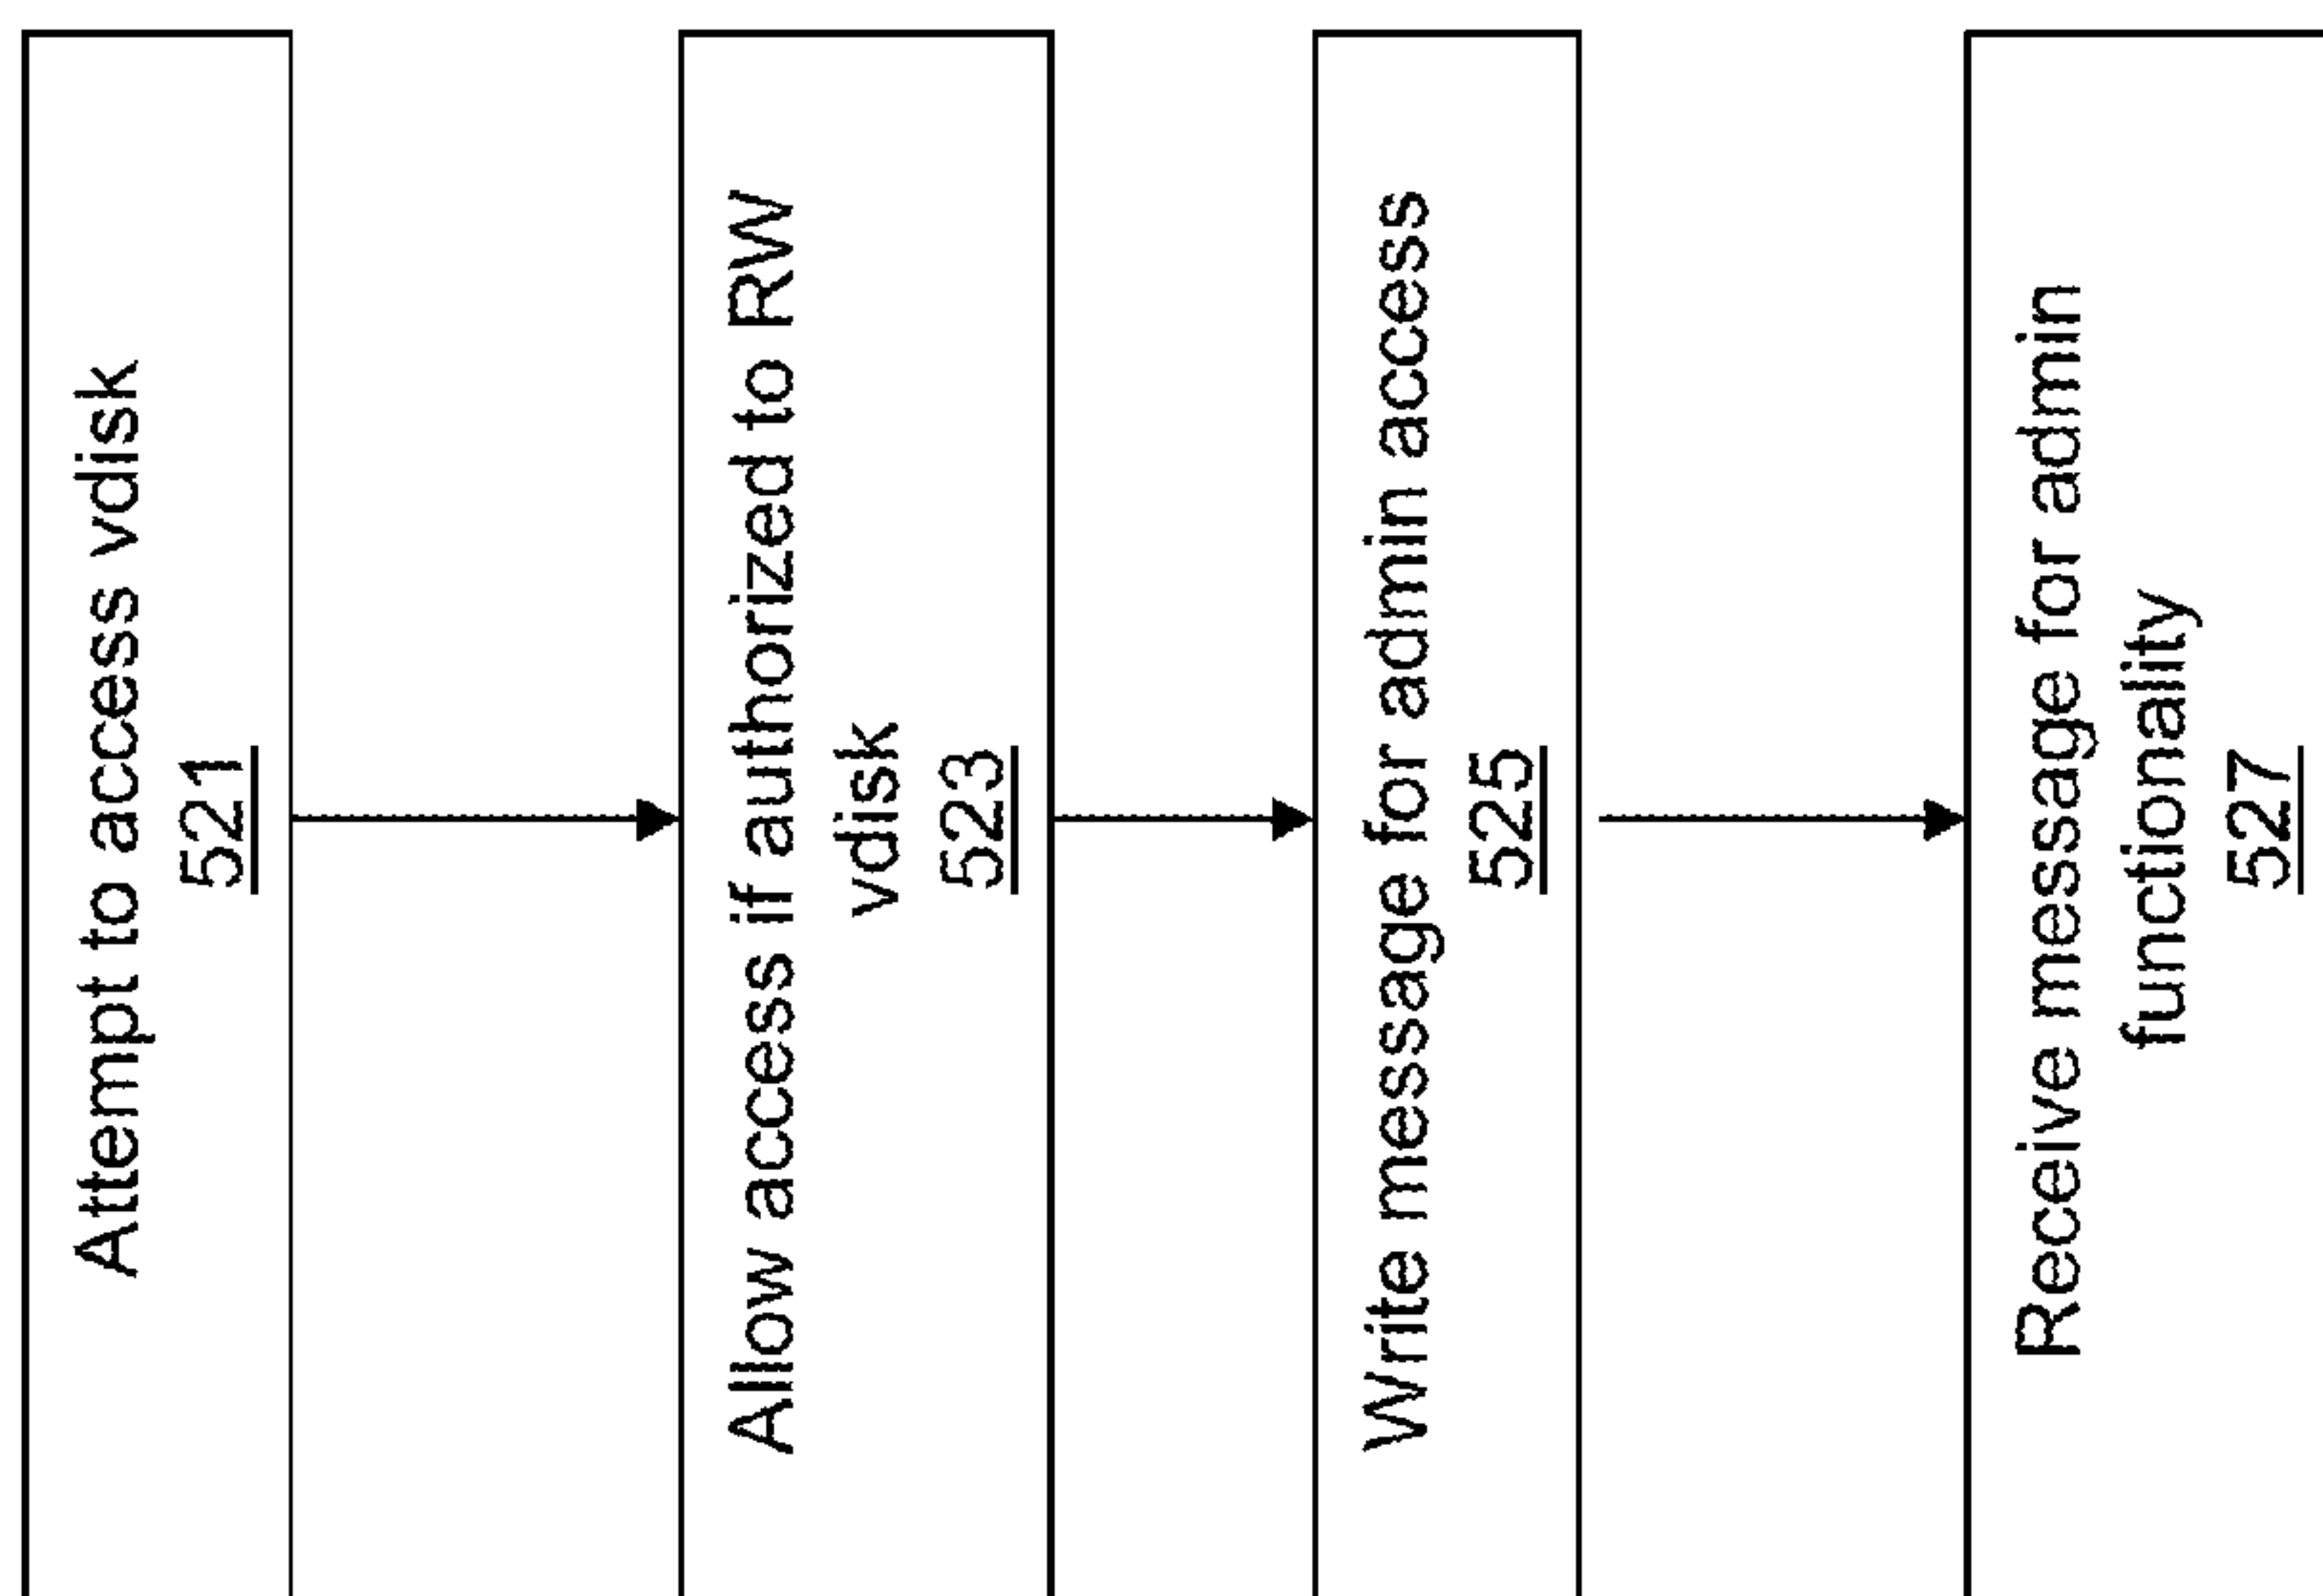 Attempt to access vdisk
521
Allow access if authorized to RW
vdisk
523
Write message for admin access
525
Receive message for admin
functionality
527